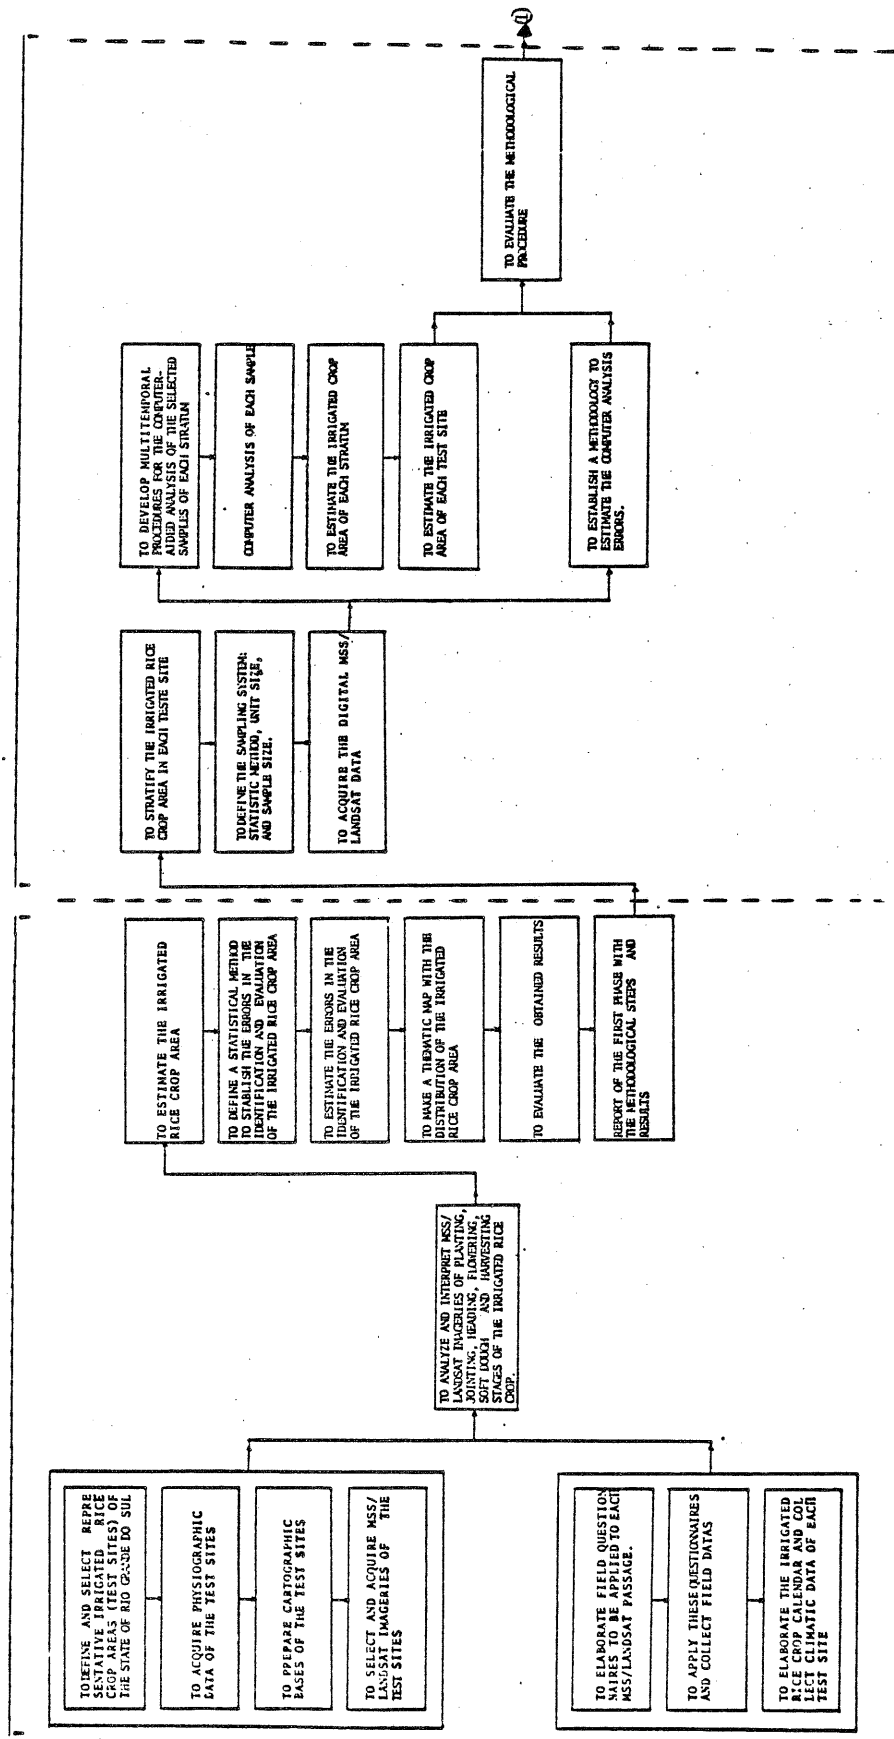 TO DEFINE AND SELECT REPRE
SENTATIVE IRRIGATED RICE
CROP AREAS (TEST SITES) OF
THE STATE OF RIO GRANDE DO SUL
TO ACQUIRE PHYSIOGRAPHIC
DATA OF THE TEST SITES
TO PREPARE CARTOGRAPHIC
BASES OF THE TEST SITES
TO SELECT AND ACQUIRE MSS/
LANDSAT IMAGERIES OF THE
TEST SITES
TO ELABORATE FIELD QUESTION
NAIRES TO BE APPLIED TO EACH
MSS/LANDSAT PASSAGE.
TO APPLY THESE QUESTIONNAIRES
AND COLLECT FIELD DATAS
TO ELABORATE THE IRRIGATED
RICE CROP CALENDAR AND COL
LECT CLIMATIC DATA OF EACH
TEST SITE
TO ANALYZE AND INTERPRET MSS/
LANDSAT IMAGERIES OF PLANTING,
JOINTING, HEADING, FLOWERING,
SOFT DOUGH AND HARVESTING
STAGES OF THE IRRIGATED RICE
CROP.
TO ESTIMATE THE IRRIGATED
RICE CROP AREA
TO DEFINE A STATISTICAL METHOD
TO STABLISH THE ERRORS IN THE
IDENTIFICATION AND EVALUATION
OF THE IRRIGATED RICE CROP AREA
TO ESTIMATE THE ERRORS IN THE
IDENTIFICATION AND EVALUATION
OF THE IRRIGATED RICE CROP AREA
TO MAKE A THEMATIC MAP WITH THE
DISTRIBUTION OF THE IRRIGATED
RICE CROP AREA
TO EVALUATE THE OBTAINED RESULTS
REPORT OF THE FIRST PHASE WITH
THE METHODOLOGICAL STEPS AND
RESULTS
TO STRATIFY THE IRRIGATED RICE
CROP AREA IN EACH TESTE SITE
TO DEFINE THE SAMPLING SYSTEM:
STATISTIC METHOD, UNIT SIZE,
AND SAMPLE SIZE.
TO ACQUIRE THE DIGITAL MSS/
LANDSAT DATA
TO DEVELOP MULTITEMPORAL
PROCEDURES FOR THE COMPUTER-
AIDED ANALYSIS OF THE SELECTED
SAMPLES OF EACH STRATUM
COMPUTER ANALYSIS OF EACH SAMPLE
TO ESTIMATE THE IRRIGATED CROP
AREA OF EACH STRATUM
TO ESTIMATE THE IRRIGATED CROP
AREA OF EACH TEST SITE
TO ESTABLISH A METHODOLOGY TO
ESTIMATE THE COMPUTER ANALYSIS
ERRORS.
TO EVALUATE THE METHODOLOGICAL
PROCEDURE
1